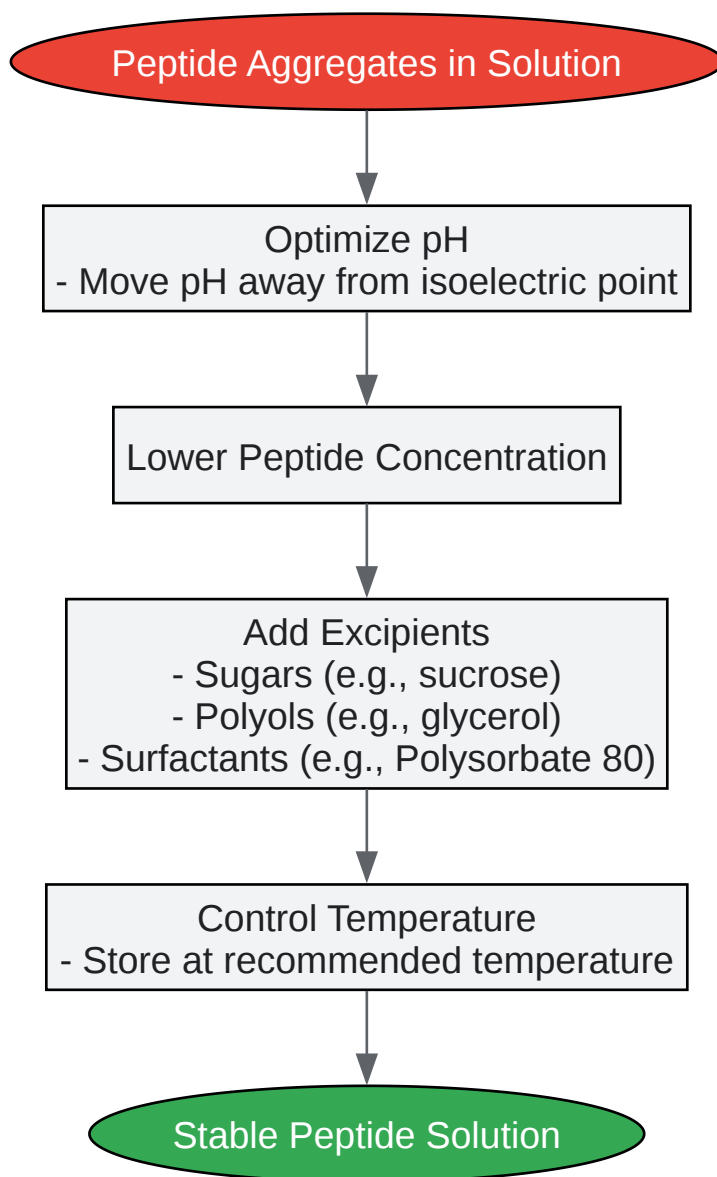 Peptide Aggregates in Solution
Optimize pH
- Move pH away from isoelectric point
Lower Peptide Concentration
Add Excipients
- Sugars (e.g., sucrose)
- Polyols (e.g., glycerol)
- Surfactants (e.g., Polysorbate 80)
Control Temperature
- Store at recommended temperature
Stable Peptide Solution